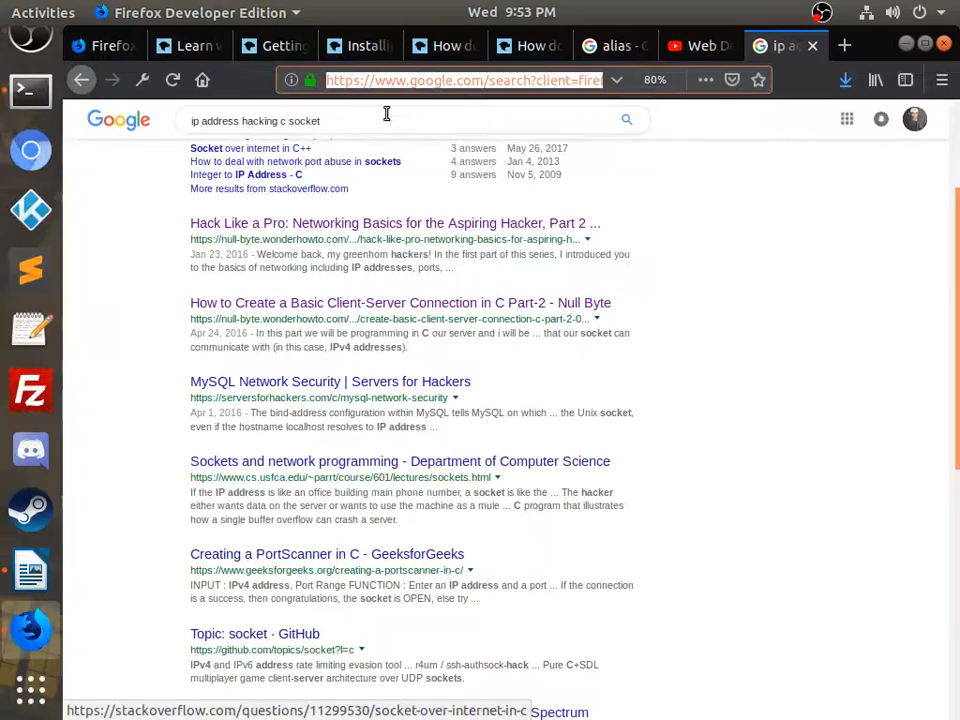 Activities
Firefox Developer Edition
Wed 9:53 PM
Firefox
Learn
Getting
Installi
How du
How do
alias - G
Web D
ip ad
https://www.google.com/search?client=firef
80%
Google
ip address hacking c socket
Socket over internet in C++ 3 answers May 26, 2017
How to deal with network port abuse in sockets 4 answers Jan 4, 2013
Integer to IP Address - C 9 answers Nov 5, 2009
More results from stackoverflow.com
Hack Like a Pro: Networking Basics for the Aspiring Hacker, Part 2 ...
https://null-byte.wonderhowto.com/.../hack-like-pro-networking-basics-for-aspiring-h...
Jan 23, 2016 - Welcome back, my greenhorn hackers! In the first part of this series, I introduced you
to the basics of networking including IP addresses, ports, ...
How to Create a Basic Client-Server Connection in C Part-2 - Null Byte
https://null-byte.wonderhowto.com/.../create-basic-client-server-connection-c-part-2-0...
Apr 24, 2016 - In this part we will be programming in C our server and i will be ... that our socket can
communicate with (in this case, IPv4 addresses).
MySQL Network Security | Servers for Hackers
https://serversforhackers.com/c/mysql-network-security
Apr 1, 2016 - The bind-address configuration within MySQL tells MySQL on which ... the Unix socket,
even if the hostname localhost resolves to IP address ...
Sockets and network programming - Department of Computer Science
https://www.cs.usfca.edu/~parrt/course/601/lectures/sockets.html
If the IP address is like an office building main phone number, a socket is like the ... The hacker
either wants data on the server or wants to use the machine as a mule ... C program that illustrates
how a single buffer overflow can crash a server.
Creating a PortScanner in C - GeeksforGeeks
https://www.geeksforgeeks.org/creating-a-portscanner-in-c/
INPUT : IPv4 address, Port Range FUNCTION : Enter an IP address and a port ... If the connection
is a success, then congratulations, the socket is OPEN, else try ...
Topic: socket · GitHub
https://github.com/topics/socket?l=c
IPv4 and IPv6 address rate limiting evasion tool ... r4um / ssh-authsock-hack ... Pure C+SDL
multiplayer game client-server architecture over UDP sockets.
https://stackoverflow.com/questions/11299530/socket-over-internet-in-c
Spectrum